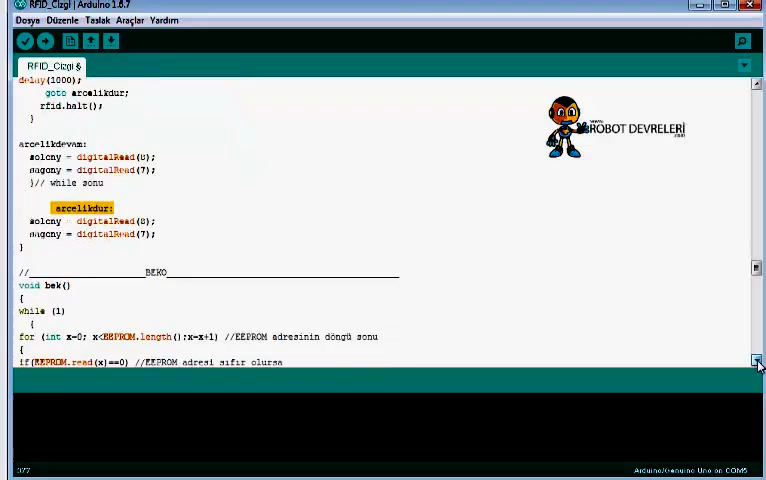 RFID_Cizgi | Arduino 1.6.7
Dosya Düzenle Taslak Araçlar Yardım
RFID_Cizgi §
delay(1000);
goto arcelikdur;
rfid.halt();
}
www.
ROBOT DEVRELERİ
.com
arcelikdevam:
solcny = digitalRead(8);
sagcny = digitalRead(7);
}// while sonu
arcelikdur:
solcny = digitalRead(8);
sagcny = digitalRead(7);
}
//______________________BEKO____________________________________________
void bek()
{
while (1)
{
for (int x=0; x<EEPROM.length();x=x+1) //EEPROM adresinin döngü sonu
{
if(EEPROM.read(x)==0) //EEPROM adresi sıfır olursa
377
Arduino/Genuino Uno on COM5